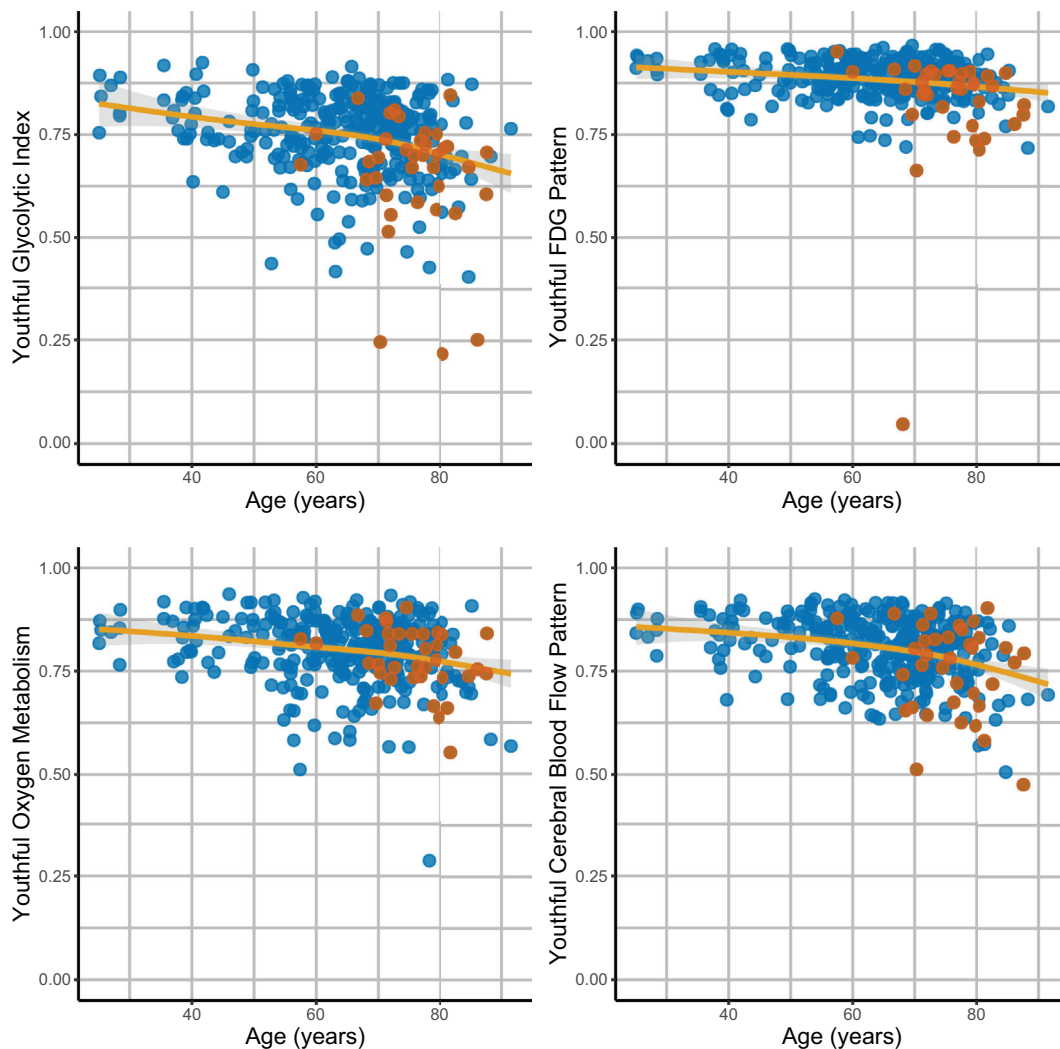 Youthful Glycolytic Index
1.00
0.75
0.50
0.25
0.00
40 60 80
Age (years)
Youthful FDG Pattern
1.00
0.75
0.50
0.25
0.00
40 60 80
Age (years)
Youthful Oxygen Metabolism
1.00
0.75
0.50
0.25
0.00
40 60 80
Age (years)
Youthful Cerebral Blood Flow Pattern
1.00
0.75
0.50
0.25
0.00
40 60 80
Age (years)